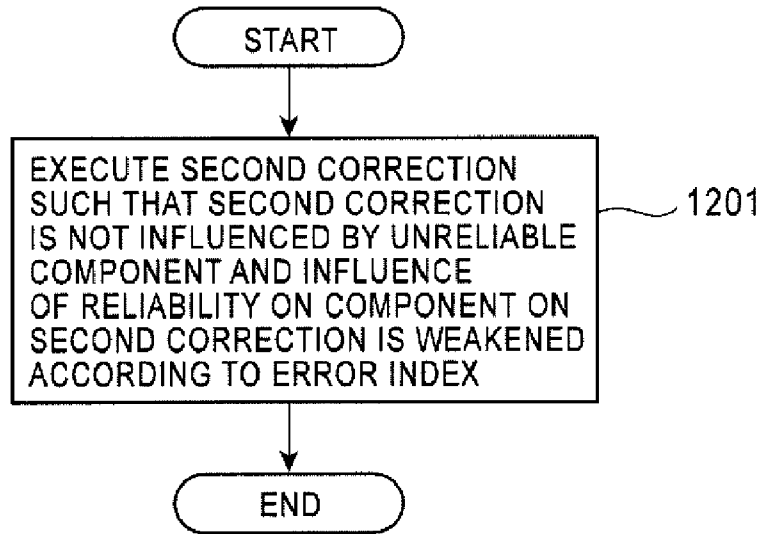 START
EXECUTE SECOND CORRECTION
SUCH THAT SECOND CORRECTION
IS NOT INFLUENCED BY UNRELIABLE
COMPONENT AND INFLUENCE
OF RELIABILITY ON COMPONENT ON
SECOND CORRECTION IS WEAKENED
ACCORDING TO ERROR INDEX
1201
END